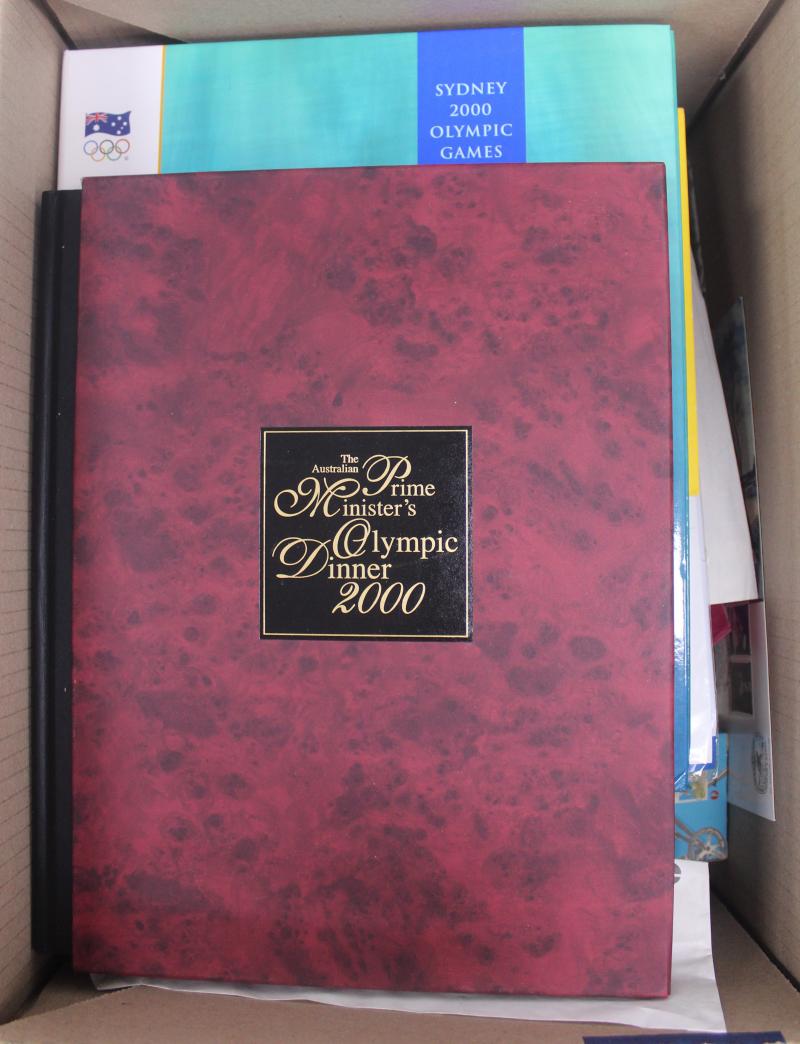 SYDNEY
2000
OLYMPIC
GAMES
The
Australian Prime
Minister's
Olympic
Dinner
2000